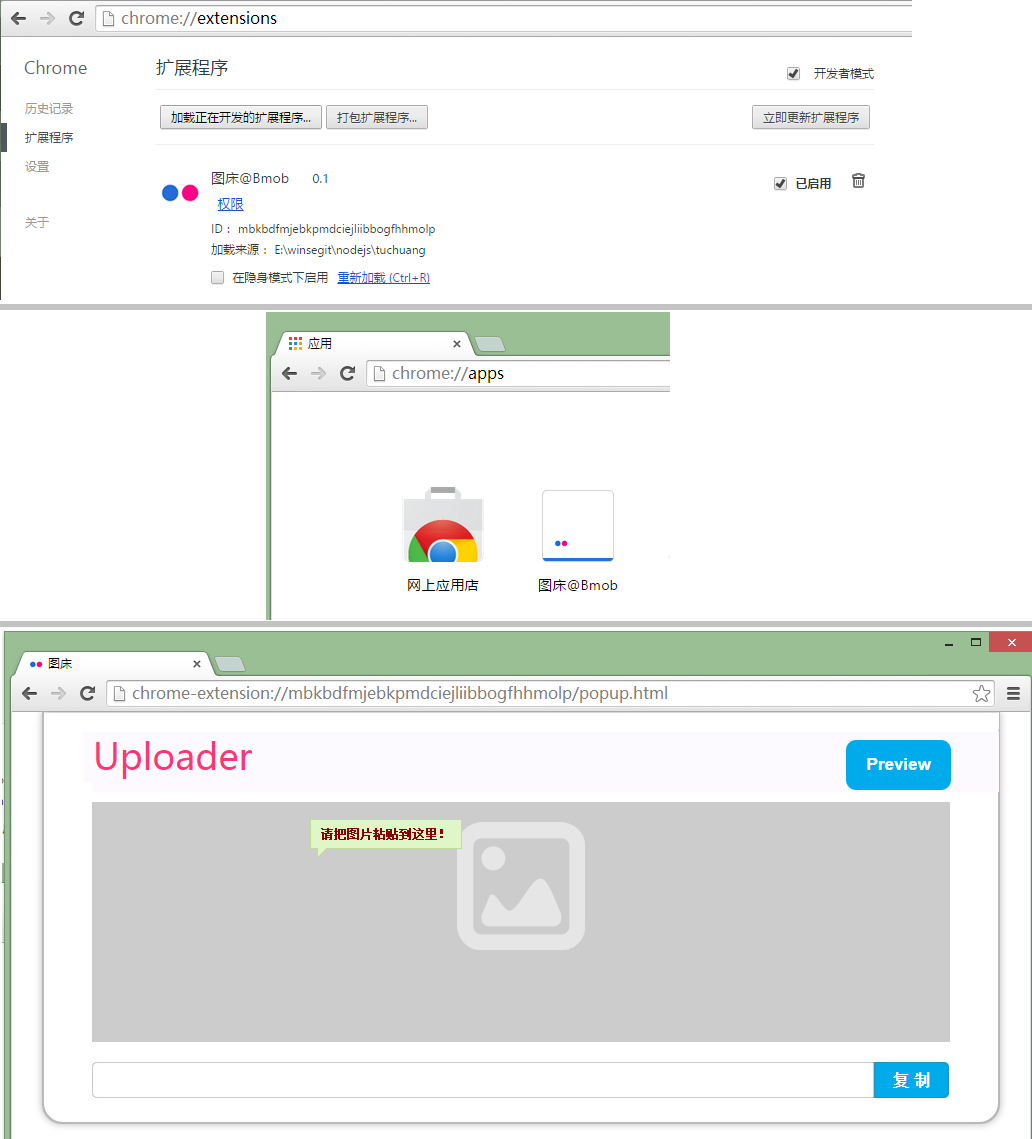 chrome://extensions
Chrome
扩展程序
开发者模式
历史记录
加载正在开发的扩展程序... 打包扩展程序... 立即更新扩展程序
扩展程序
设置
图床@Bmob 0.1
已启用
权限
关于
ID： mbkbdfmjebkpmdciejliibbogfhhmolp
加载来源： E:\winsegit\nodejs\tuchuang
在隐身模式下启用 重新加载 (Ctrl+R)
应用
chrome://apps
网上应用店 图床@Bmob
图床
chrome-extension://mbkbdfmjebkpmdciejliibbogfhhmolp/popup.html
Uploader
Preview
请把图片粘贴到这里！
复 制